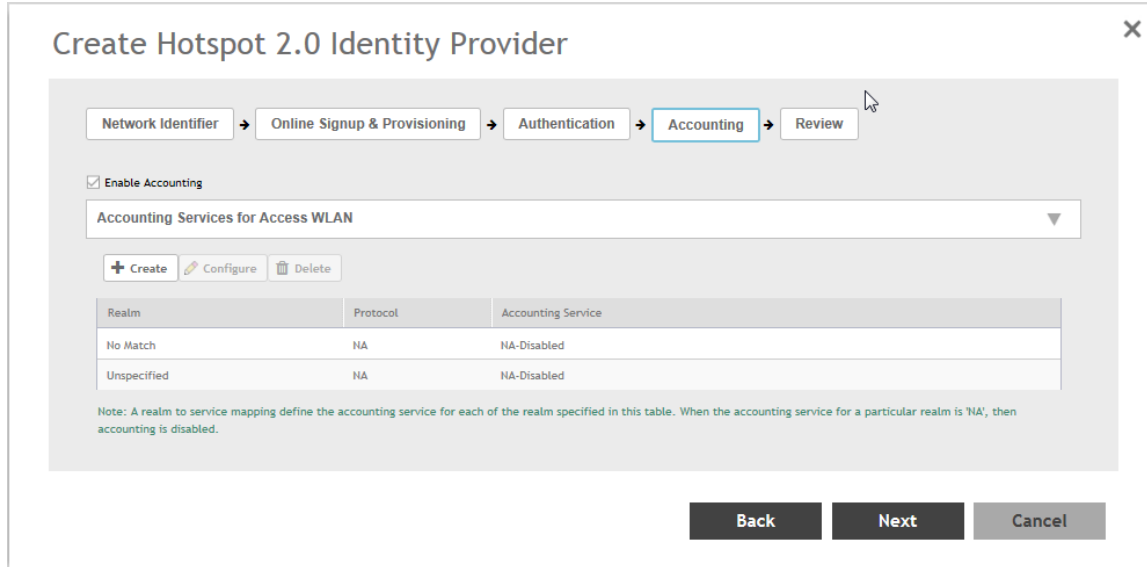 Create Hotspot 2.0 Identity Provider
Network Identifier → Online Signup & Provisioning → Authentication → Accounting → Review
Enable Accounting
Accounting Services for Access WLAN
Create Configure Delete
Realm Protocol Accounting Service
No Match NA NA-Disabled
Unspecified NA NA-Disabled
Note: A realm to service mapping define the accounting service for each of the realm specified in this table. When the accounting service for a particular realm is 'NA', then
accounting is disabled.
Back Next Cancel